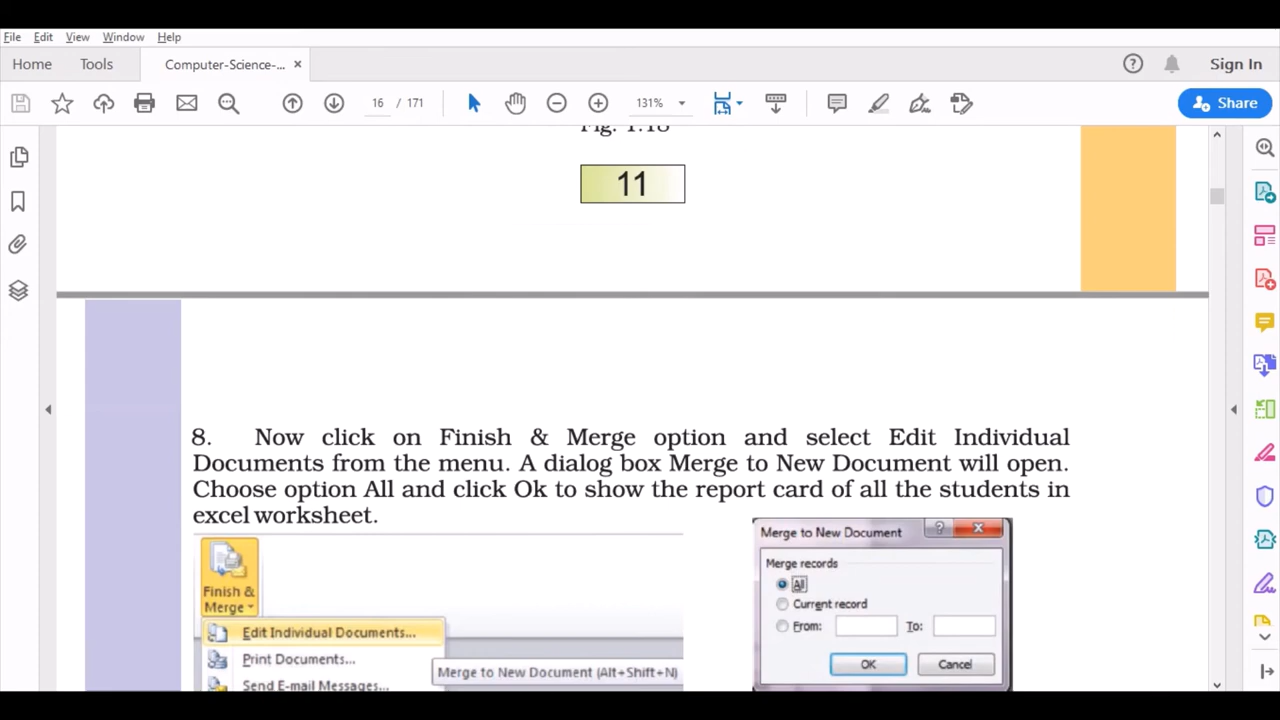 File Edit View Window Help
Home Tools Computer-Science-... × Sign In
16 / 171 131% Share
Fig. 1.18
11
8. Now click on Finish & Merge option and select Edit Individual
Documents from the menu. A dialog box Merge to New Document will open.
Choose option All and click Ok to show the report card of all the students in
excel worksheet.
Finish &
Merge
Edit Individual Documents...
Print Documents...
Send E-mail Messages...
Merge to New Document (Alt+Shift+N)
Merge to New Document
Merge records
All
Current record
From: To:
OK Cancel